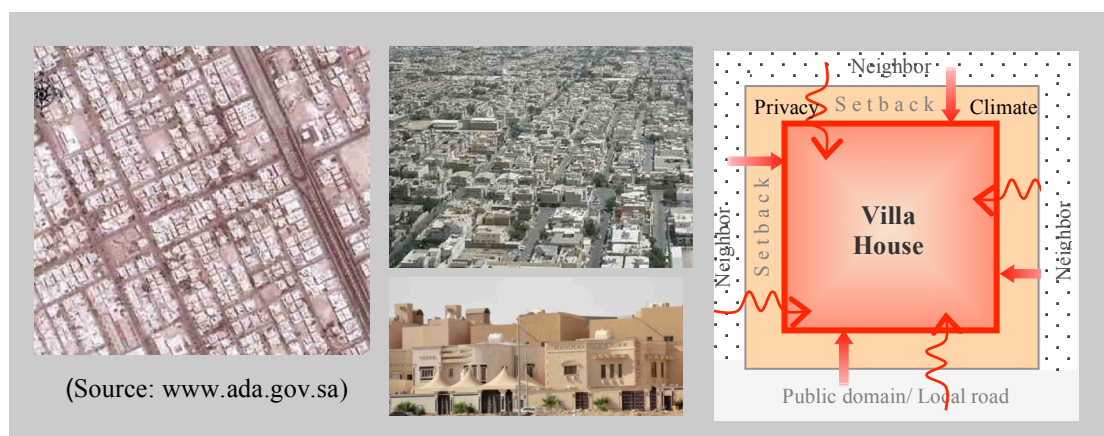 (Source: www.ada.gov.sa)
Neighbor
Privacy
Setback
Climate
Neighbor
Setback
Villa
House
Neighbor
Public domain/ Local road